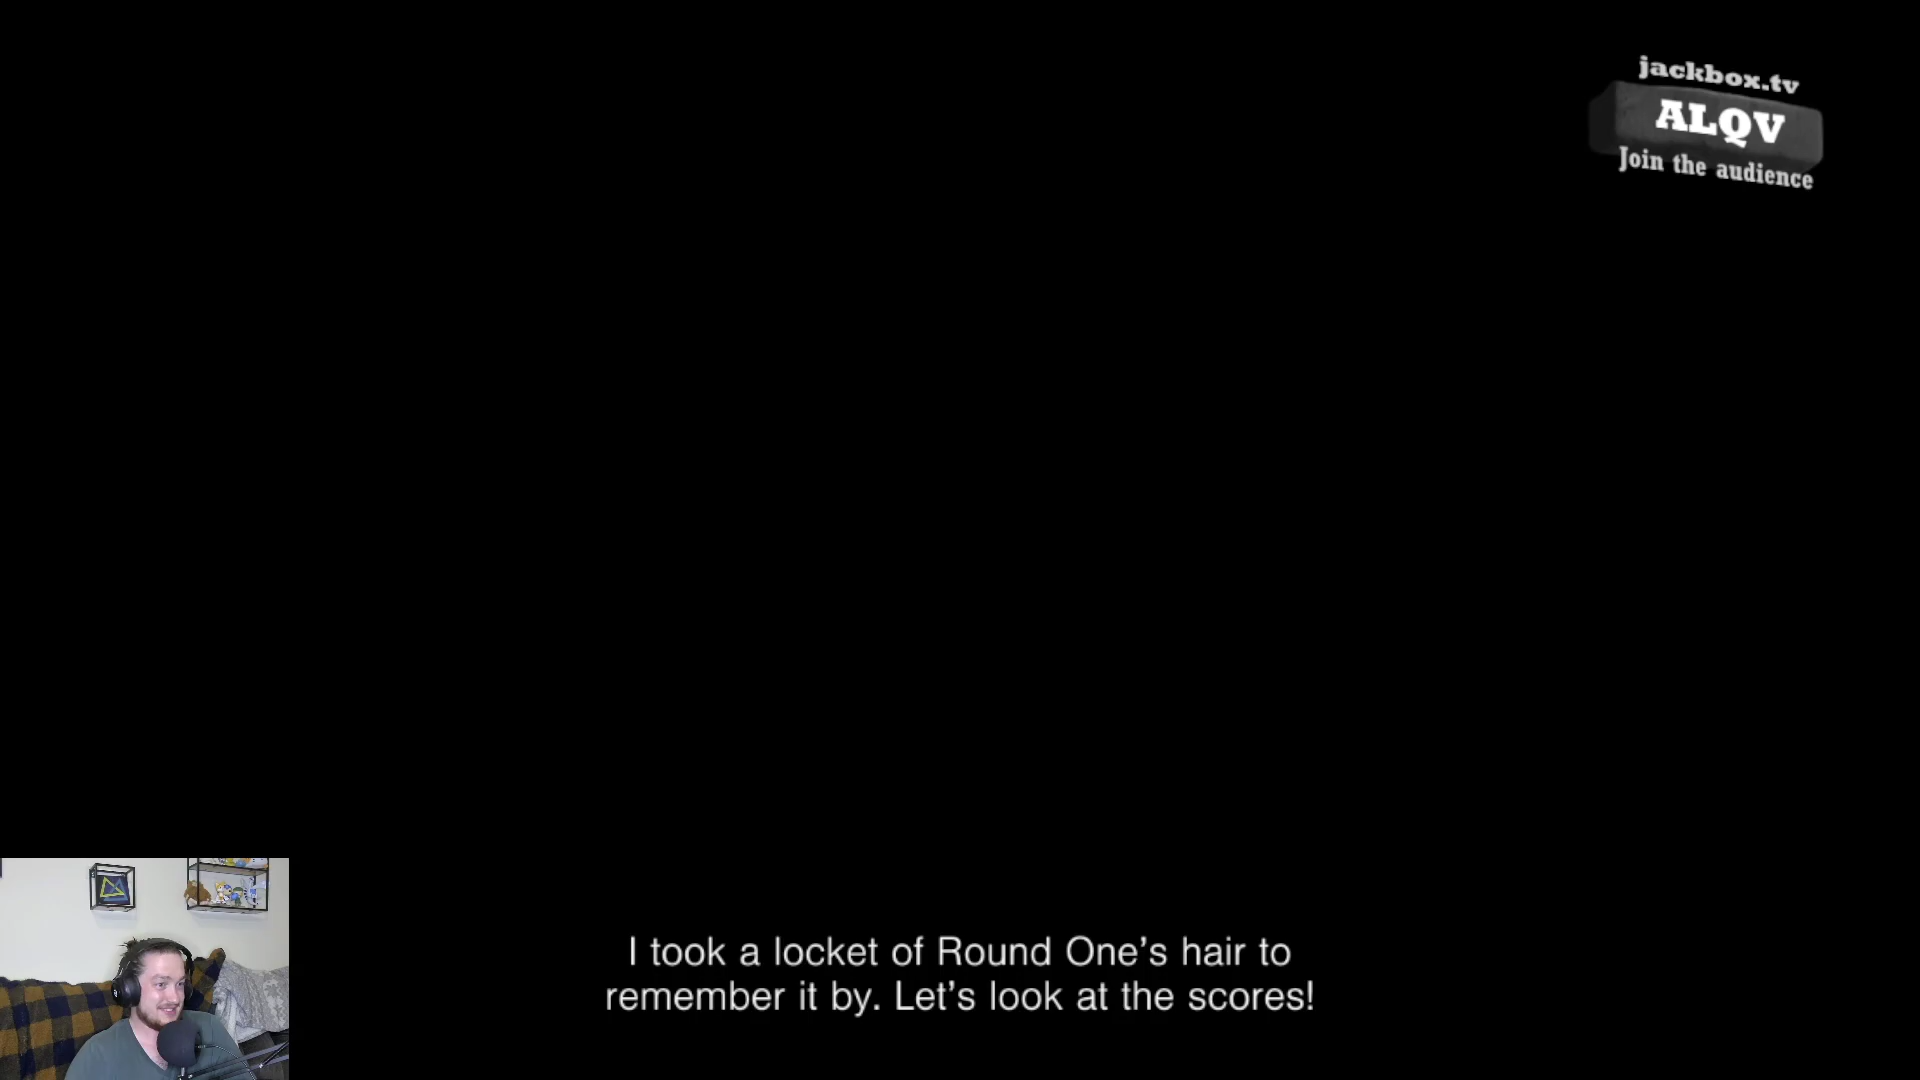 jackbox.tv
ALQV
Join the audience
I took a locket of Round One's hair to
remember it by. Let's look at the scores!